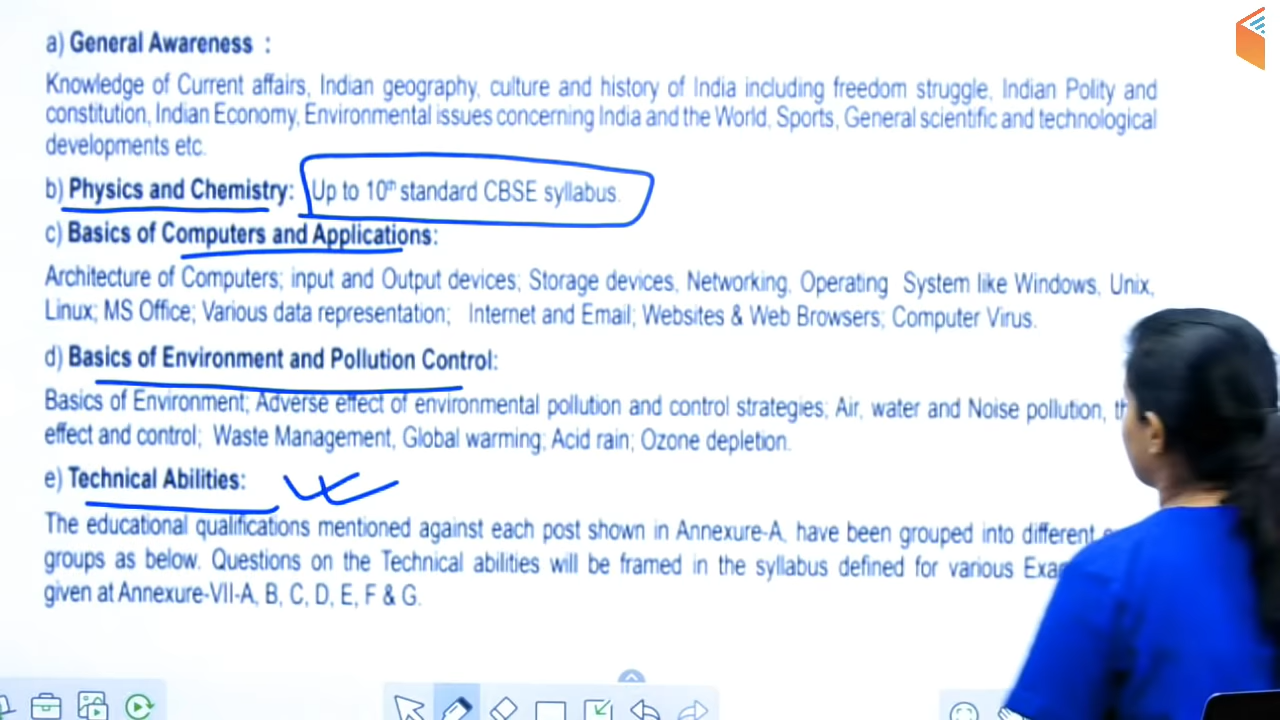 a) General Awareness :
Knowledge of Current affairs, Indian geography, culture and history of India including freedom struggle, Indian Polity and
constitution, Indian Economy, Environmental issues concerning India and the World, Sports, General scientific and technological
developments etc.
b) Physics and Chemistry: Up to 10th standard CBSE syllabus.
c) Basics of Computers and Applications:
Architecture of Computers; input and Output devices; Storage devices, Networking, Operating System like Windows, Unix,
Linux; MS Office; Various data representation; Internet and Email; Websites & Web Browsers; Computer Virus.
d) Basics of Environment and Pollution Control:
Basics of Environment; Adverse effect of environmental pollution and control strategies; Air, water and Noise pollution,
effect and control; Waste Management, Global warming; Acid rain; Ozone depletion.
e) Technical Abilities:
The educational qualifications mentioned against each post shown in Annexure-A, have been grouped into different
groups as below. Questions on the Technical abilities will be framed in the syllabus defined for various
given at Annexure-VII-A, B, C, D, E, F & G.